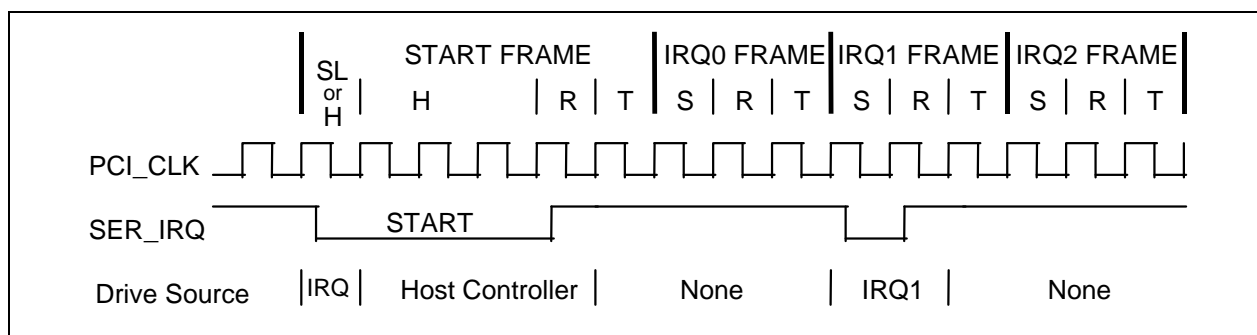 START FRAME IRQ0 FRAME IRQ1 FRAME IRQ2 FRAME
SL
or
H
H R T S R T S R T S R T
PCI_CLK
SER_IRQ START
Drive Source IRQ Host Controller None IRQ1 None